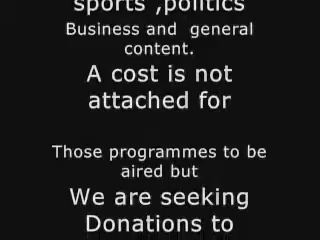 sports ,politics
Business and general
content.
A cost is not
attached for
Those programmes to be
aired but
We are seeking
Donations to